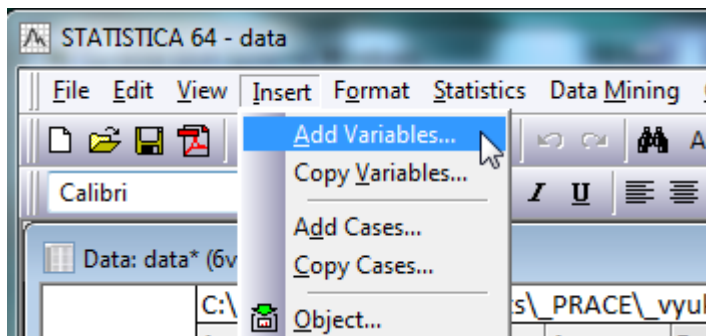 STATISTICA 64 - data
File Edit View Insert Format Statistics Data Mining
Add Variables...
Copy Variables...
Calibri I U
Add Cases...
Data: data* (6v
Copy Cases...
C:\ s\_PRACE\_vyul
Object...